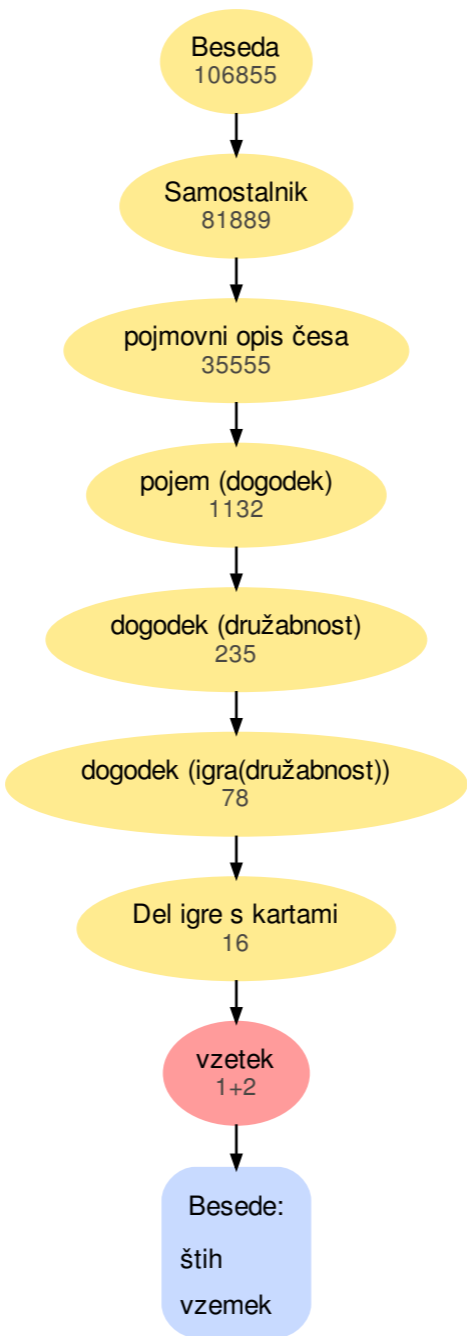 Beseda
106855
Samostalnik
81889
pojmovni opis česa
35555
pojem (dogodek)
1132
dogodek (družabnost)
235
dogodek (igra(družabnost))
78
Del igre s kartami
16
vzetek
1+2
Besede:
štih
vzemek